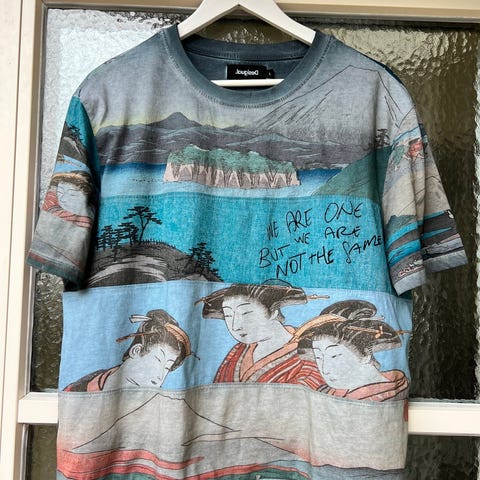 Desigual
L
WE ARE ONE
BUT WE ARE
NOT THE SAME